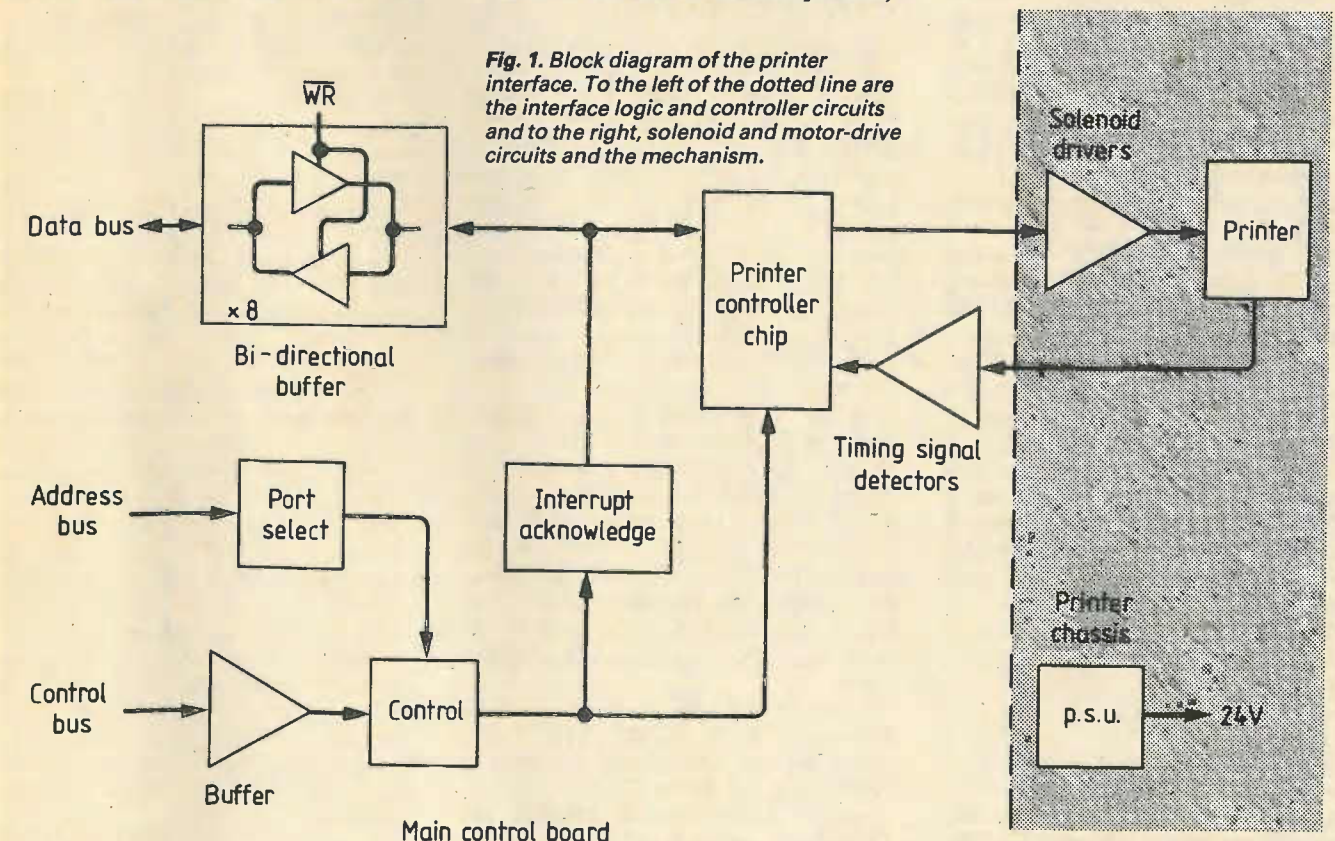 Fig. 1. Block diagram of the printer
interface. To the left of the dotted line are
the interface logic and controller circuits
and to the right, solenoid and motor-drive
circuits and the mechanism.
W̅R̅
Data bus
× 8
Bi-directional
buffer
Printer
controller
chip
Solenoid
drivers
Printer
Timing signal
detectors
Address
bus
Port
select
Interrupt
acknowledge
Control
bus
Buffer
Control
Printer
chassis
p.s.u.
24V
Main control board